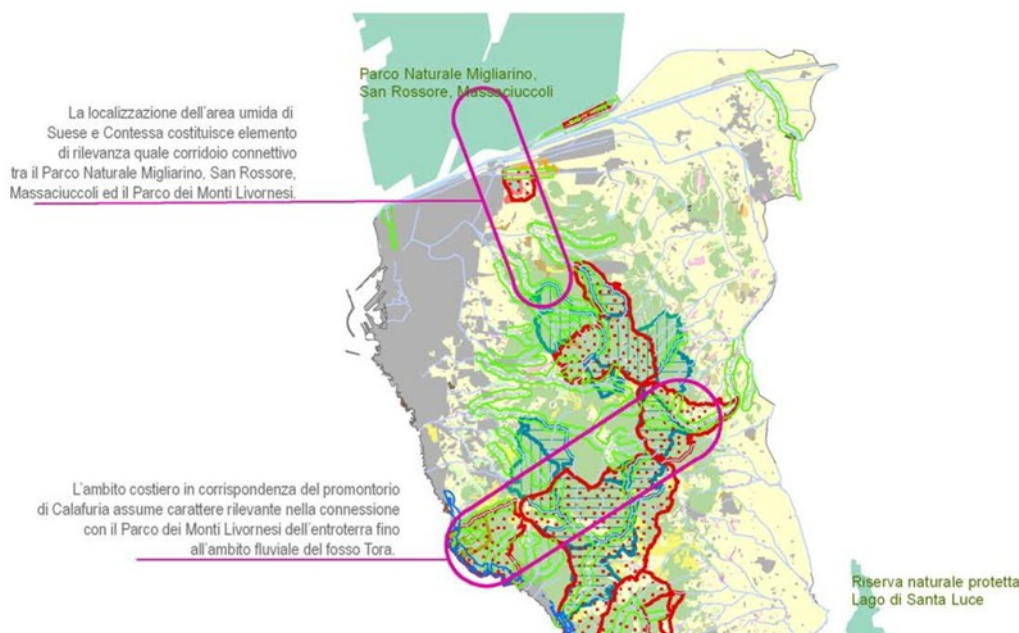 Parco Naturale Migliarino,
San Rossore, Massaciuccoli
La localizzazione dell'area umida di
Suese e Contessa costituisce elemento
di rilevanza quale corridoio connettivo
tra il Parco Naturale Migliarino, San Rossore,
Massaciuccoli ed il Parco dei Monti Livornesi.
L'ambito costiero in corrispondenza del promontorio
di Calafuria assume carattere rilevante nella connessione
con il Parco dei Monti Livornesi dell'entroterra fino
all'ambito fluviale del fosso Tora.
Riserva naturale protetta
Lago di Santa Luce